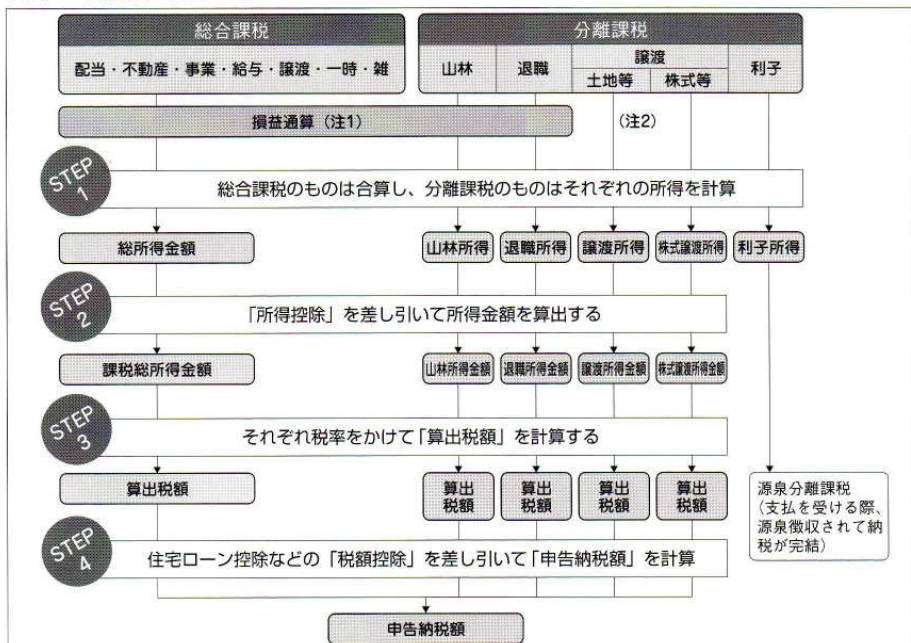 総合課税
分離課税
配当・不動産・事業・給与・譲渡・一時・雑
山林
退職
譲渡
土地等
株式等
利子
損益通算（注1）
（注2）
STEP 1
総合課税のものは合算し、分離課税のものはそれぞれの所得を計算
総所得金額
山林所得
退職所得
譲渡所得
株式譲渡所得
利子所得
STEP 2
「所得控除」を差し引いて所得金額を算出する
課税総所得金額
山林所得金額
退職所得金額
譲渡所得金額
株式譲渡所得金額
STEP 3
それぞれ税率をかけて「算出税額」を計算する
算出税額
算出
税額
算出
税額
算出
税額
算出
税額
源泉分離課税
（支払を受ける際、
源泉徴収されて納
税が完結）
STEP 4
住宅ローン控除などの「税額控除」を差し引いて「申告納税額」を計算
申告納税額